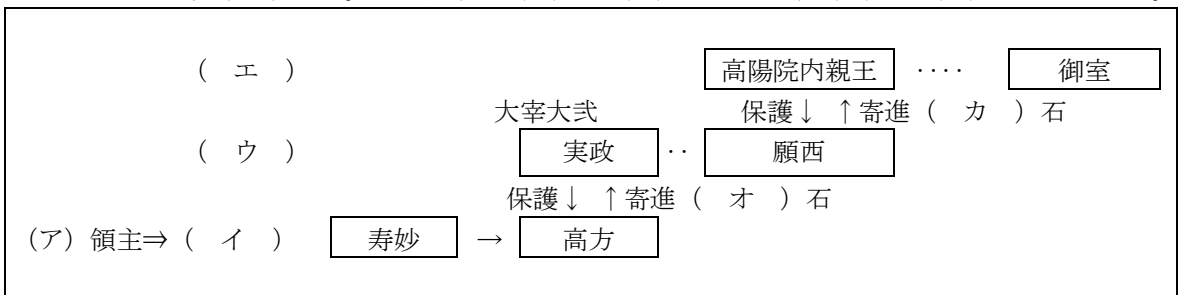 ( エ ) 高陽院内親王 ‥‥ 御室
大宰大弐 保護↓ ↑寄進( カ )石
( ウ ) 実政 ‥ 願西
保護↓ ↑寄進( オ )石
(ア)領主⇒( イ ) 寿妙 → 高方